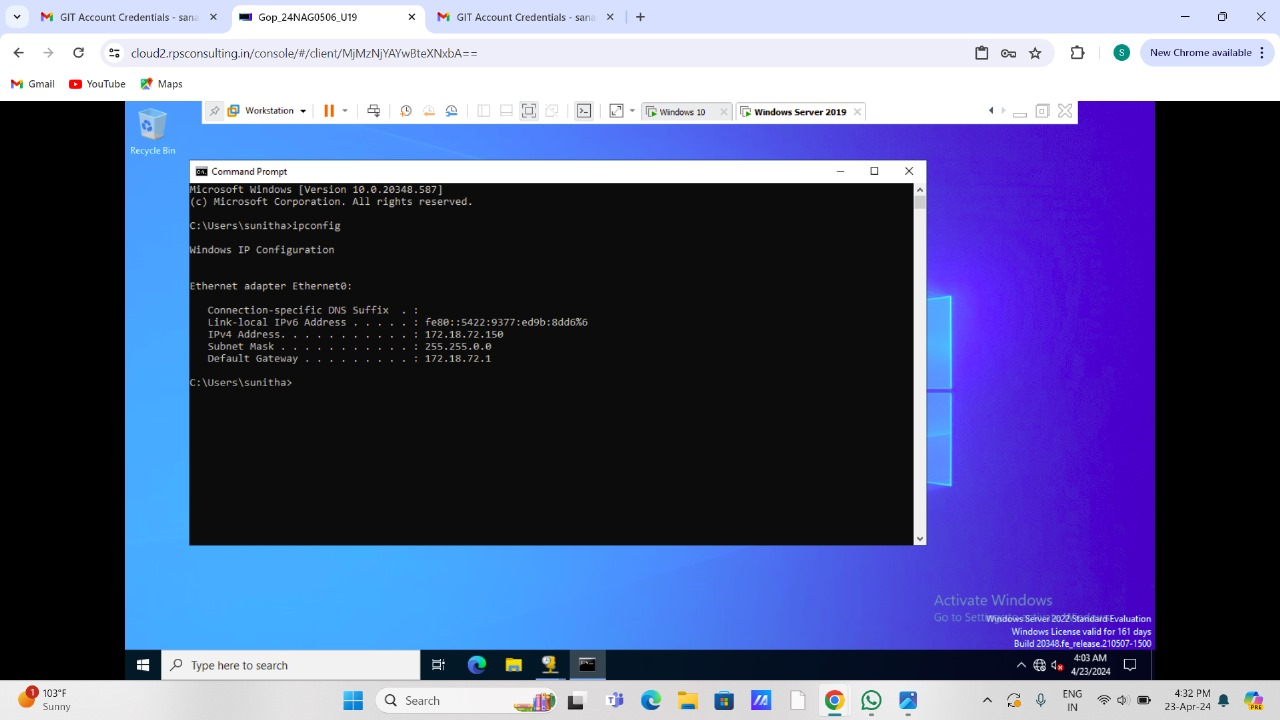 GIT Account Credentials - sana
Gop_24NAG0506_U19
GIT Account Credentials - sana
cloud2.rpsconsulting.in/console/#/client/MjMzNjYAYwBteXNxbA==
S
New Chrome available
Gmail
YouTube
Maps
Workstation
Windows 10
Windows Server 2019
Recycle Bin
Command Prompt
Microsoft Windows [Version 10.0.20348.587]
(c) Microsoft Corporation. All rights reserved.
C:\Users\sunitha>ipconfig
Windows IP Configuration
Ethernet adapter Ethernet0:
Connection-specific DNS Suffix . :
Link-local IPv6 Address . . . . . : fe80::5422:9377:ed9b:8dd6%6
IPv4 Address. . . . . . . . . . . : 172.18.72.150
Subnet Mask . . . . . . . . . . . : 255.255.0.0
Default Gateway . . . . . . . . . : 172.18.72.1
C:\Users\sunitha>
Activate Windows
Go to Settings
Windows Server 2022 Standard Evaluation
Windows License valid for 161 days
Build 20348.fe_release.210507-1500
Type here to search
4:03 AM
4/23/2024
1
103°F
Sunny
Search
ENG
IN
4:32 PM
23-Apr-24
PRE